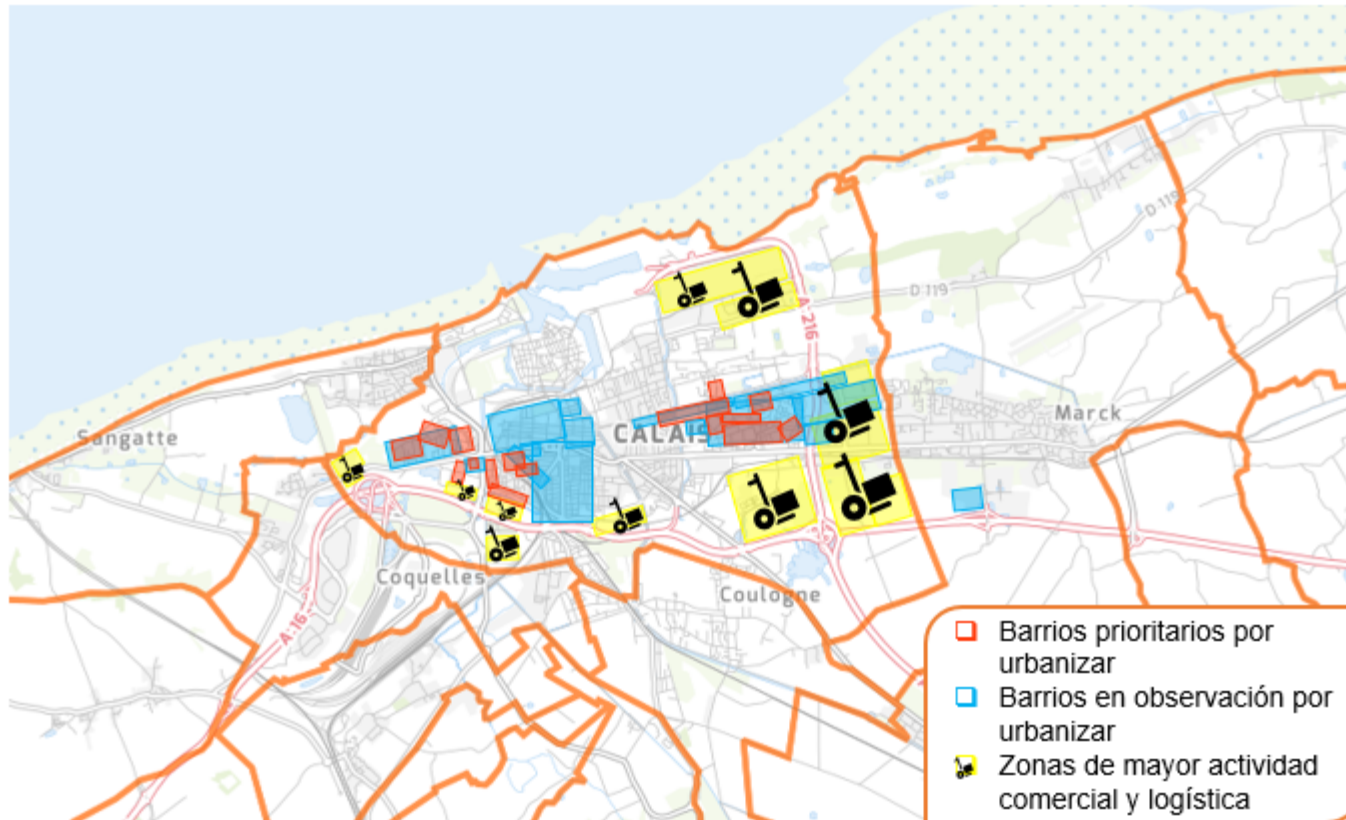 A-216
D 119
D 119
Sangatte
CALAIS
Marck
Coquelles
Coulogne
A-16
Barrios prioritarios por
urbanizar
Barrios en observación por
urbanizar
Zonas de mayor actividad
comercial y logística